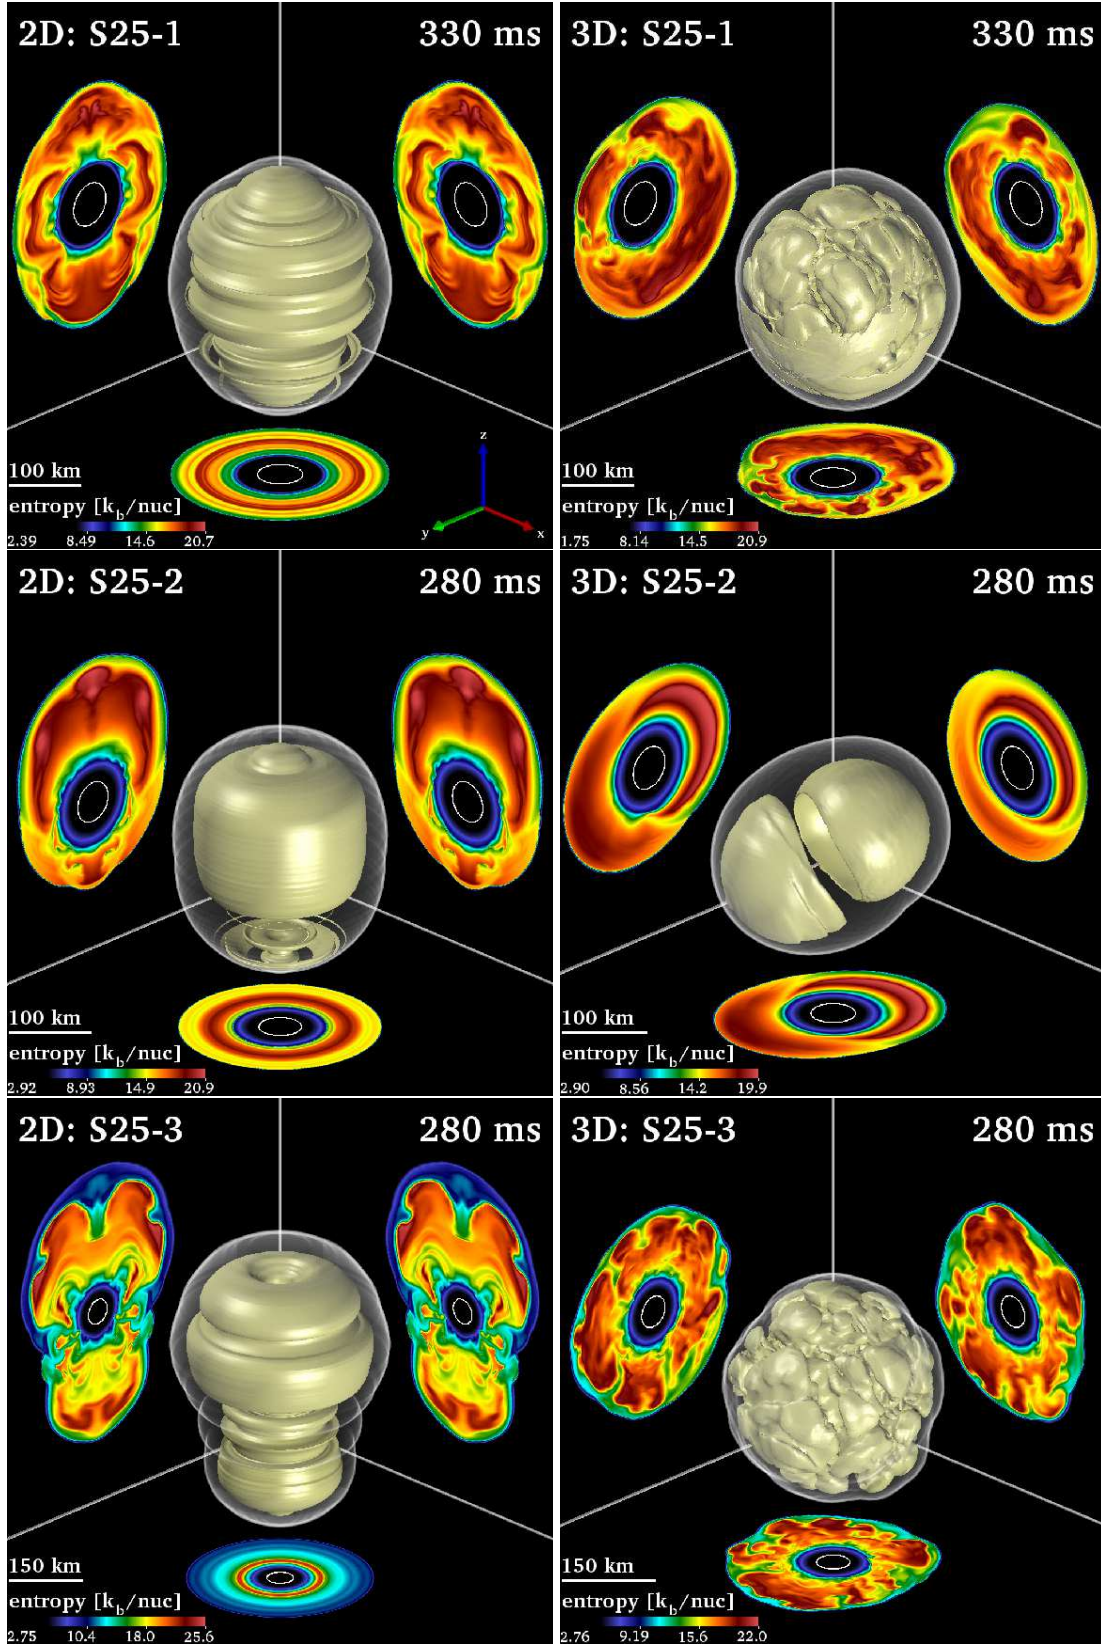 2D: S25-1 330 ms
z
y x
100 km
entropy [k_b/nuc]
2.39 8.49 14.6 20.7
3D: S25-1 330 ms
100 km
entropy [k_b/nuc]
1.75 8.14 14.5 20.9
2D: S25-2 280 ms
100 km
entropy [k_b/nuc]
2.92 8.93 14.9 20.9
3D: S25-2 280 ms
100 km
entropy [k_b/nuc]
2.90 8.56 14.2 19.9
2D: S25-3 280 ms
150 km
entropy [k_b/nuc]
2.75 10.4 18.0 25.6
3D: S25-3 280 ms
150 km
entropy [k_b/nuc]
2.76 9.19 15.6 22.0